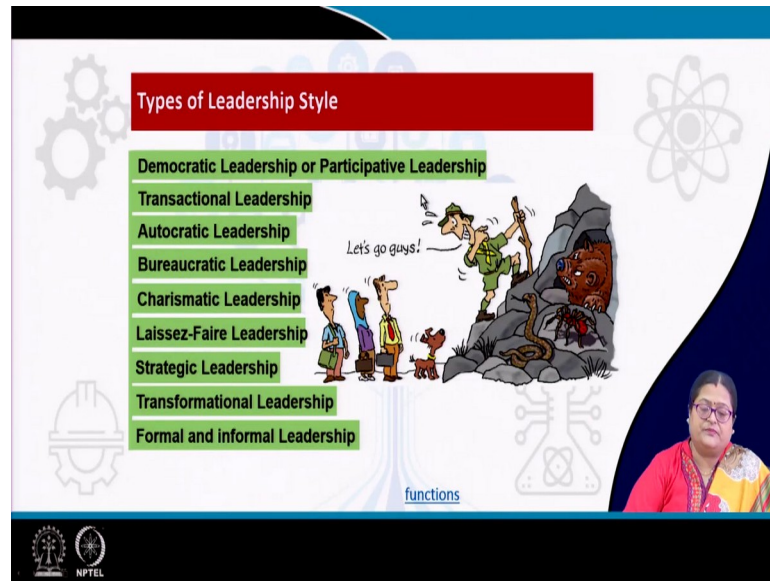 Types of Leadership Style
Democratic Leadership or Participative Leadership
Transactional Leadership
Autocratic Leadership
Bureaucratic Leadership
Charismatic Leadership
Laissez-Faire Leadership
Strategic Leadership
Transformational Leadership
Formal and informal Leadership
Let's go guys!
functions
NPTEL